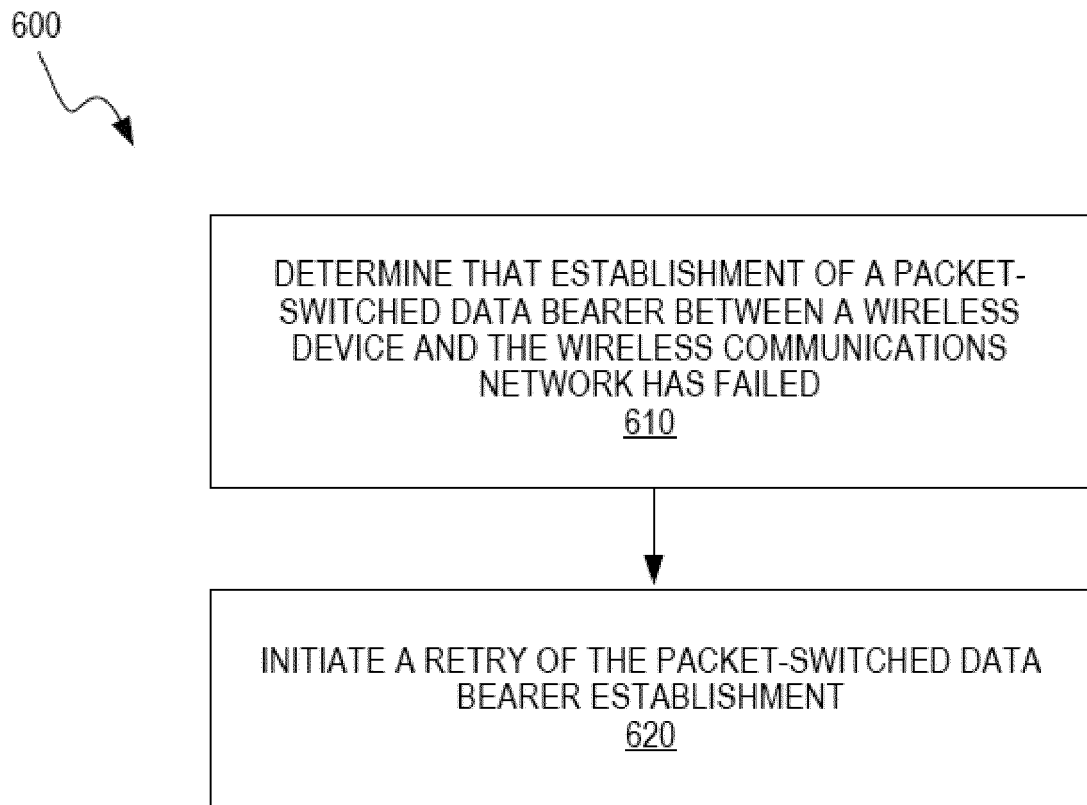 600
DETERMINE THAT ESTABLISHMENT OF A PACKET-
SWITCHED DATA BEARER BETWEEN A WIRELESS
DEVICE AND THE WIRELESS COMMUNICATIONS
NETWORK HAS FAILED
610
INITIATE A RETRY OF THE PACKET-SWITCHED DATA
BEARER ESTABLISHMENT
620